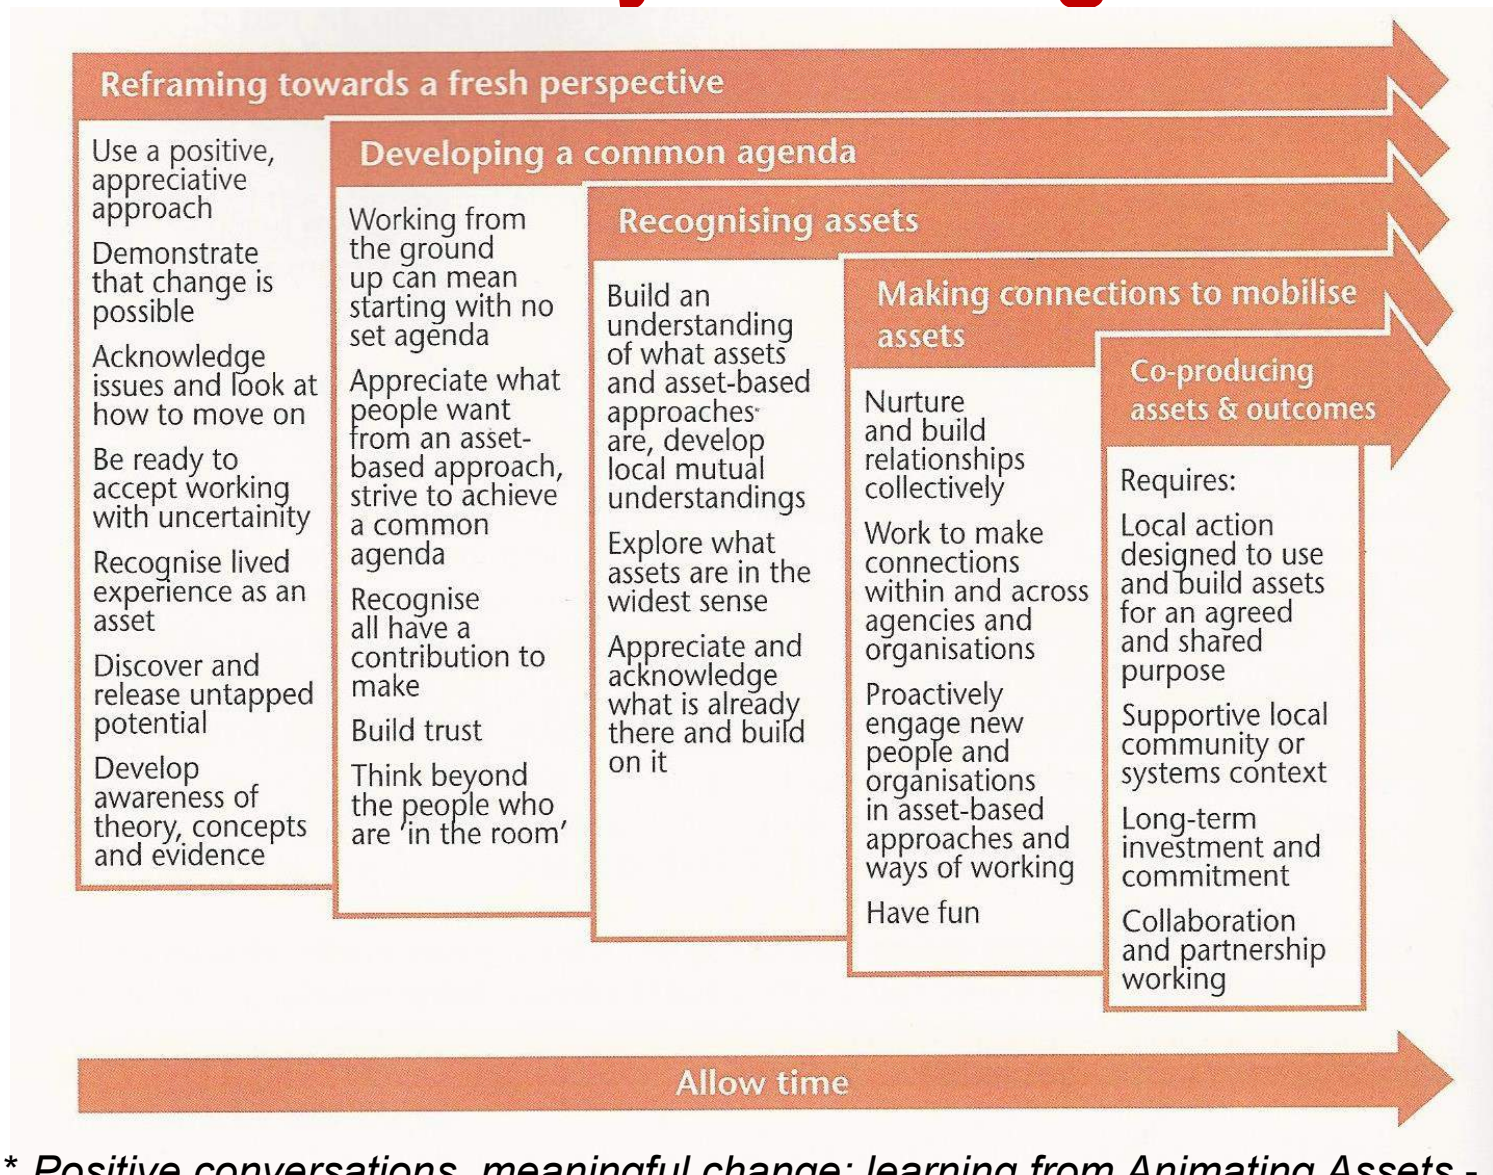 Reframing towards a fresh perspective
Use a positive,
appreciative
approach
Demonstrate
that change is
possible
Acknowledge
issues and look at
how to move on
Be ready to
accept working
with uncertainity
Recognise lived
experience as an
asset
Discover and
release untapped
potential
Develop
awareness of
theory, concepts
and evidence
Developing a common agenda
Working from
the ground
up can mean
starting with no
set agenda
Appreciate what
people want
from an asset-
based approach,
strive to achieve
a common
agenda
Recognise
all have a
contribution to
make
Build trust
Think beyond
the people who
are 'in the room'
Recognising assets
Build an
understanding
of what assets
and asset-based
approaches
are, develop
local mutual
understandings
Explore what
assets are in the
widest sense
Appreciate and
acknowledge
what is already
there and build
on it
Making connections to mobilise
assets
Nurture
and build
relationships
collectively
Work to make
connections
within and across
agencies and
organisations
Proactively
engage new
people and
organisations
in asset-based
approaches and
ways of working
Have fun
Co-producing
assets & outcomes
Requires:
Local action
designed to use
and build assets
for an agreed
and shared
purpose
Supportive local
community or
systems context
Long-term
investment and
commitment
Collaboration
and partnership
working
Allow time
* Positive conversations, meaningful change: learning from Animating Assets -